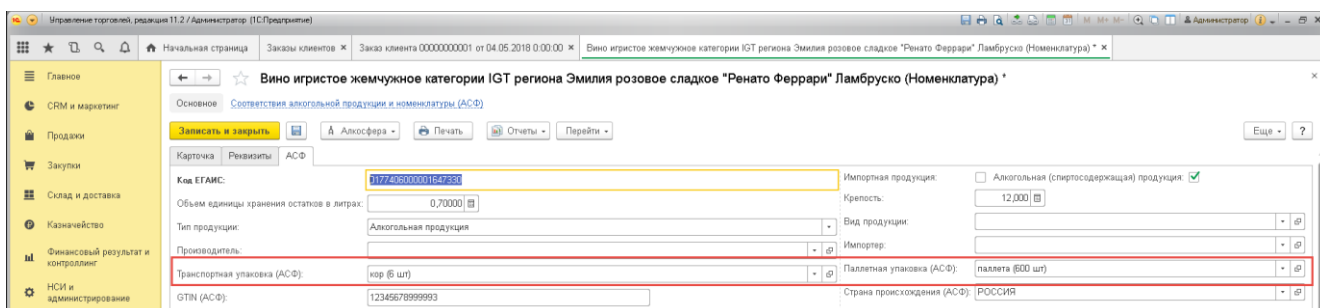 Управление торговлей, редакция 11.2 / Администратор (1С:Предприятие)
M M+ M-
Администратор
Начальная страница
Заказы клиентов ×
Заказ клиента 00000000001 от 04.05.2018 0:00:00 ×
Вино игристое жемчужное категории IGT региона Эмилия розовое сладкое "Ренато Феррари" Ламбруско (Номенклатура) * ×
Главное
CRM и маркетинг
Продажи
Закупки
Склад и доставка
Казначейство
Финансовый результат и
контроллинг
НСИ и
администрирование
Вино игристое жемчужное категории IGT региона Эмилия розовое сладкое "Ренато Феррари" Ламбруско (Номенклатура) *
Основное Соответствия алкогольной продукции и номенклатуры (АСФ)
Записать и закрыть Алкосфера Печать Отчеты Перейти Еще ?
Карточка Реквизиты АСФ
Код ЕГАИС: 0177406000001647330 Импортная продукция: Алкогольная (спиртосодержащая) продукция:
Объем единицы хранения остатков в литрах: 0,70000 Крепость: 12,000
Тип продукции: Алкогольная продукция Вид продукции:
Производитель: Импортер:
Транспортная упаковка (АСФ): кор (6 шт) Паллетная упаковка (АСФ): паллета (600 шт)
GTIN (АСФ): 12345678999993 Страна происхождения (АСФ): РОССИЯ